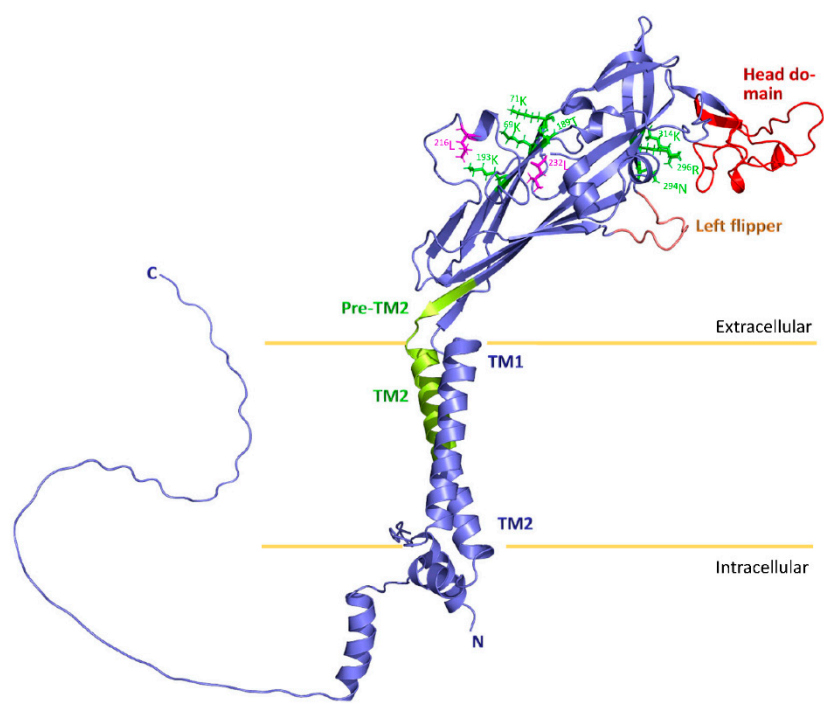 Head do-
main
71K
69K
189T
216L
193K
232L
314K
296R
294N
Left flipper
C
Pre-TM2
Extracellular
TM1
TM2
TM2
Intracellular
N